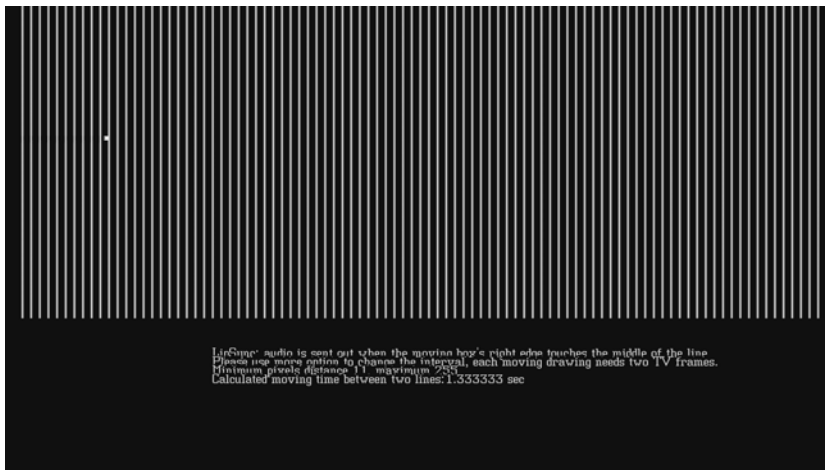 LipSync: audio is sent out when the moving box's right edge touches the middle of the line
Please use more option to change the interval, each moving drawing needs two TV frames.
Minimum pixels distance 11, maximum 255
Calculated moving time between two lines:1.333333 sec